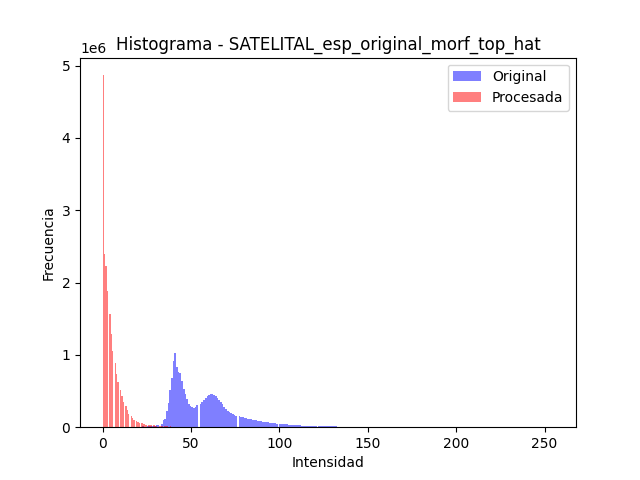 Histograma - SATELITAL_esp_original_morf_top_hat
1e6
Original
Procesada
5
4
3
2
1
0
Frecuencia
0 50 100 150 200 250
Intensidad